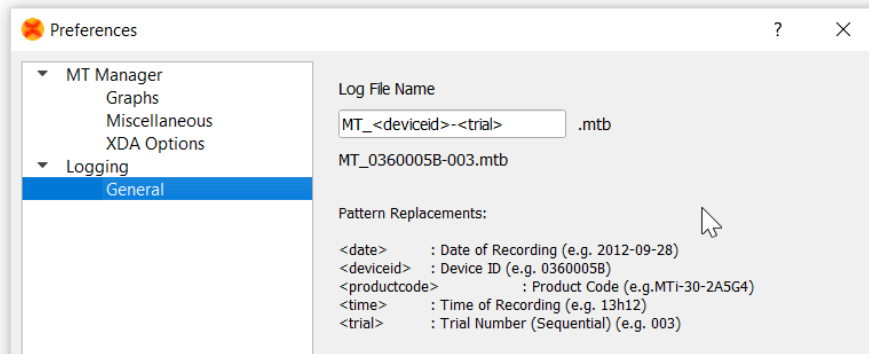 Preferences
?
MT Manager
Graphs
Miscellaneous
XDA Options
Logging
General
Log File Name
MT_<deviceid>-<trial> .mtb
MT_0360005B-003.mtb
Pattern Replacements:
<date> : Date of Recording (e.g. 2012-09-28)
<deviceid> : Device ID (e.g. 0360005B)
<productcode> : Product Code (e.g.MTi-30-2A5G4)
<time> : Time of Recording (e.g. 13h12)
<trial> : Trial Number (Sequential) (e.g. 003)